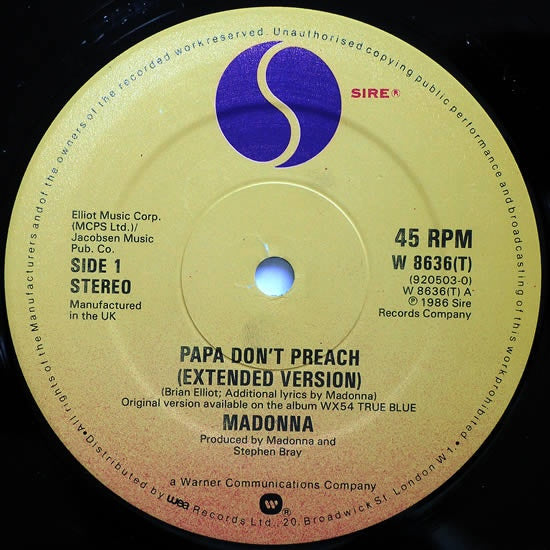 All rights of the Manufacturers and of the owners of the recorded work reserved. Unauthorised copying public performance and broadcasting of this work prohibited
SIRE®
Elliot Music Corp.
(MCPS Ltd.)/
Jacobsen Music
Pub. Co.
SIDE 1
STEREO
Manufactured
in the UK
45 RPM
W 8636(T)
(920503-0)
W 8636(T) A
℗ 1986 Sire
Records Company
PAPA DON'T PREACH
(EXTENDED VERSION)
(Brian Elliot; Additional lyrics by Madonna)
Original version available on the album WX54 TRUE BLUE
MADONNA
Produced by Madonna and
Stephen Bray
a Warner Communications Company
• Distributed by wea Records Ltd., 20, Broadwick St. London W1. •